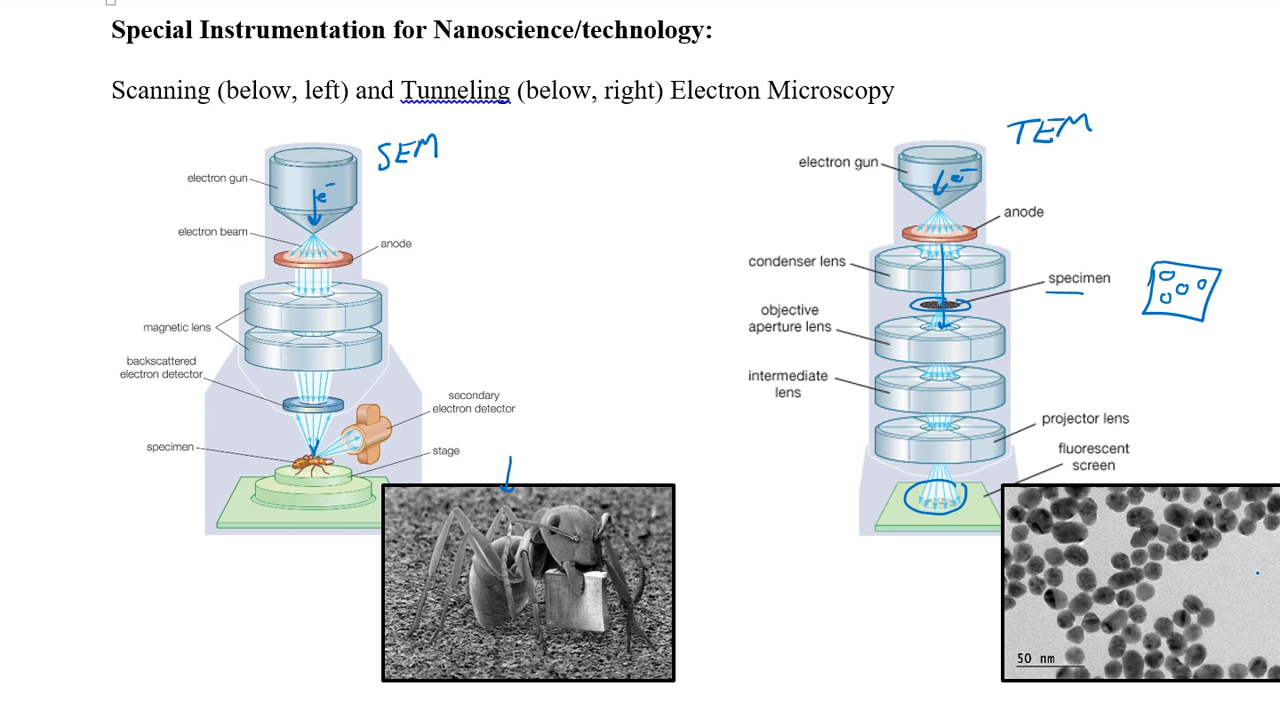 Special Instrumentation for Nanoscience/technology:
Scanning (below, left) and Tunneling (below, right) Electron Microscopy
SEM
electron gun
e⁻
electron beam
anode
magnetic lens
backscattered
electron detector
secondary
electron detector
specimen
stage
TEM
electron gun
e⁻
anode
condenser lens
specimen
objective
aperture lens
intermediate
lens
projector lens
fluorescent
screen
50 nm